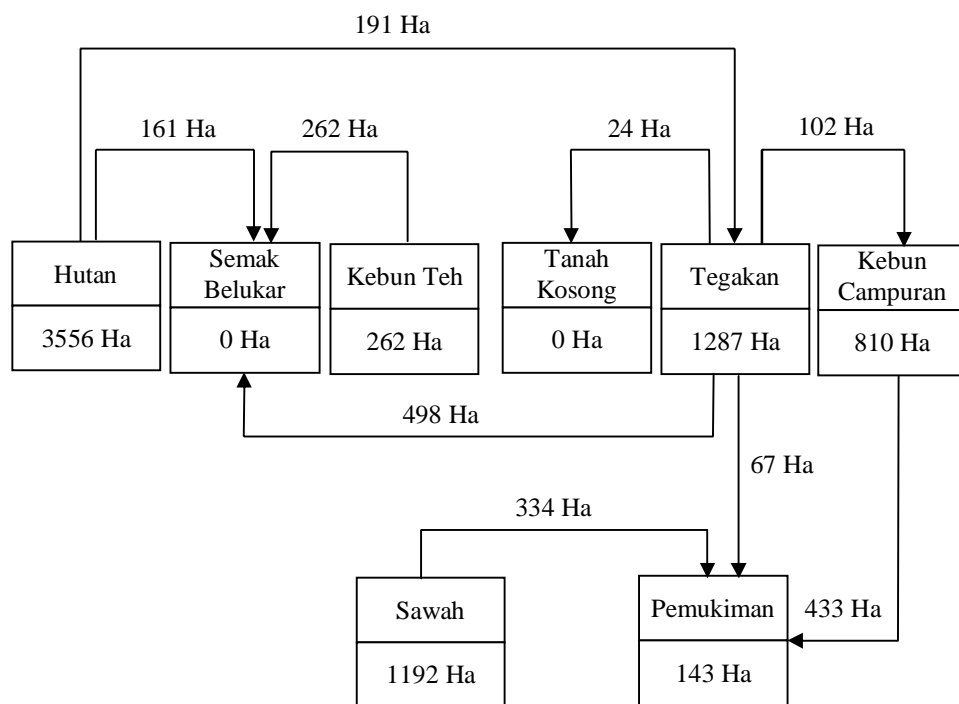 191 Ha
161 Ha
262 Ha
24 Ha
102 Ha
Hutan
3556 Ha
Semak
Belukar
0 Ha
Kebun Teh
262 Ha
Tanah
Kosong
0 Ha
Tegakan
1287 Ha
Kebun
Campuran
810 Ha
498 Ha
67 Ha
334 Ha
433 Ha
Sawah
1192 Ha
Pemukiman
143 Ha